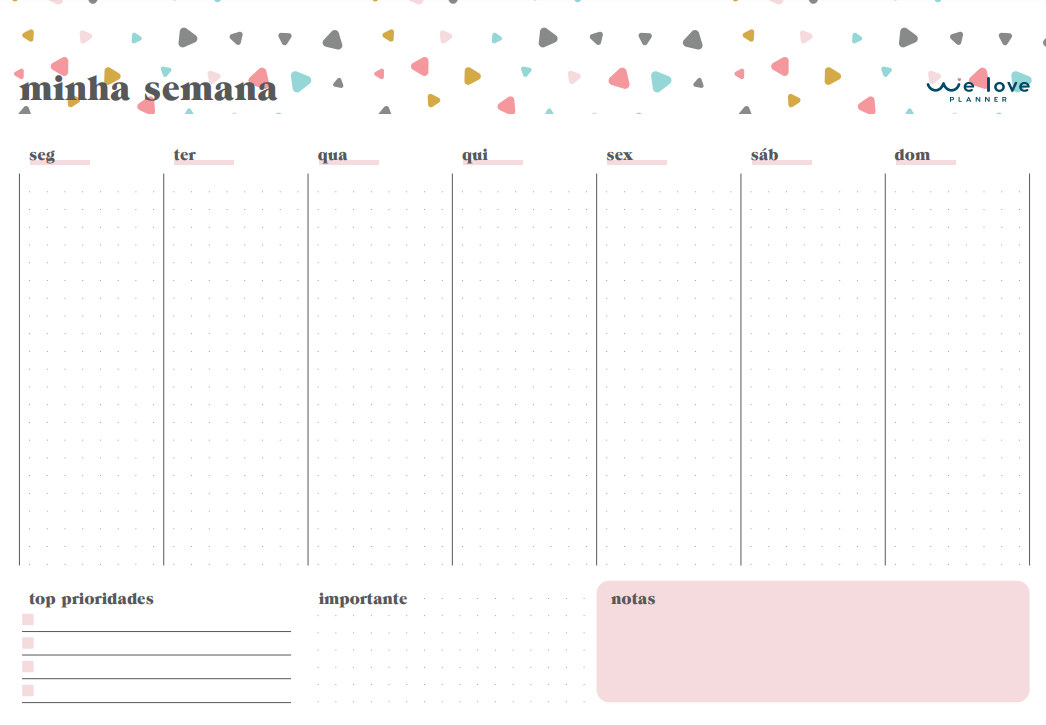 minha semana
we love
PLANNER
seg ter qua qui sex sáb dom
top prioridades importante notas